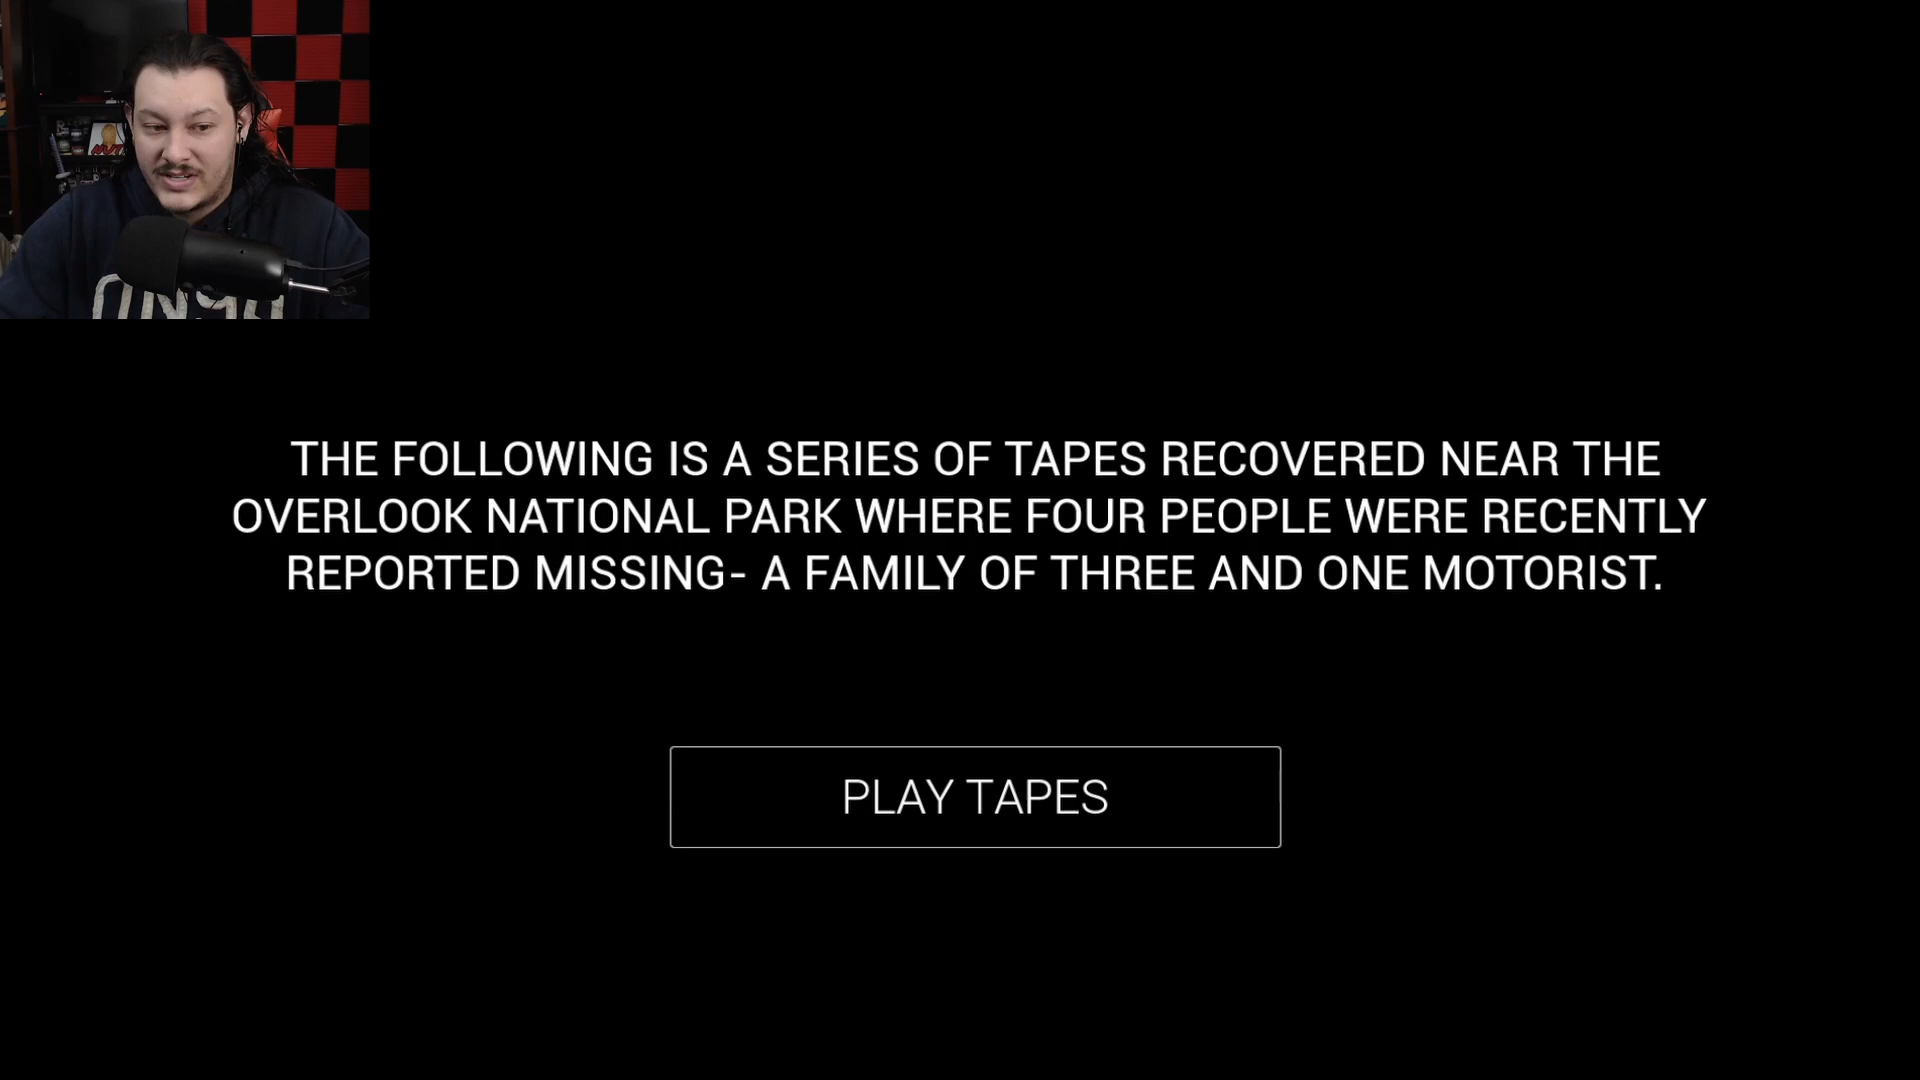 THE FOLLOWING IS A SERIES OF TAPES RECOVERED NEAR THE
OVERLOOK NATIONAL PARK WHERE FOUR PEOPLE WERE RECENTLY
REPORTED MISSING- A FAMILY OF THREE AND ONE MOTORIST.
PLAY TAPES